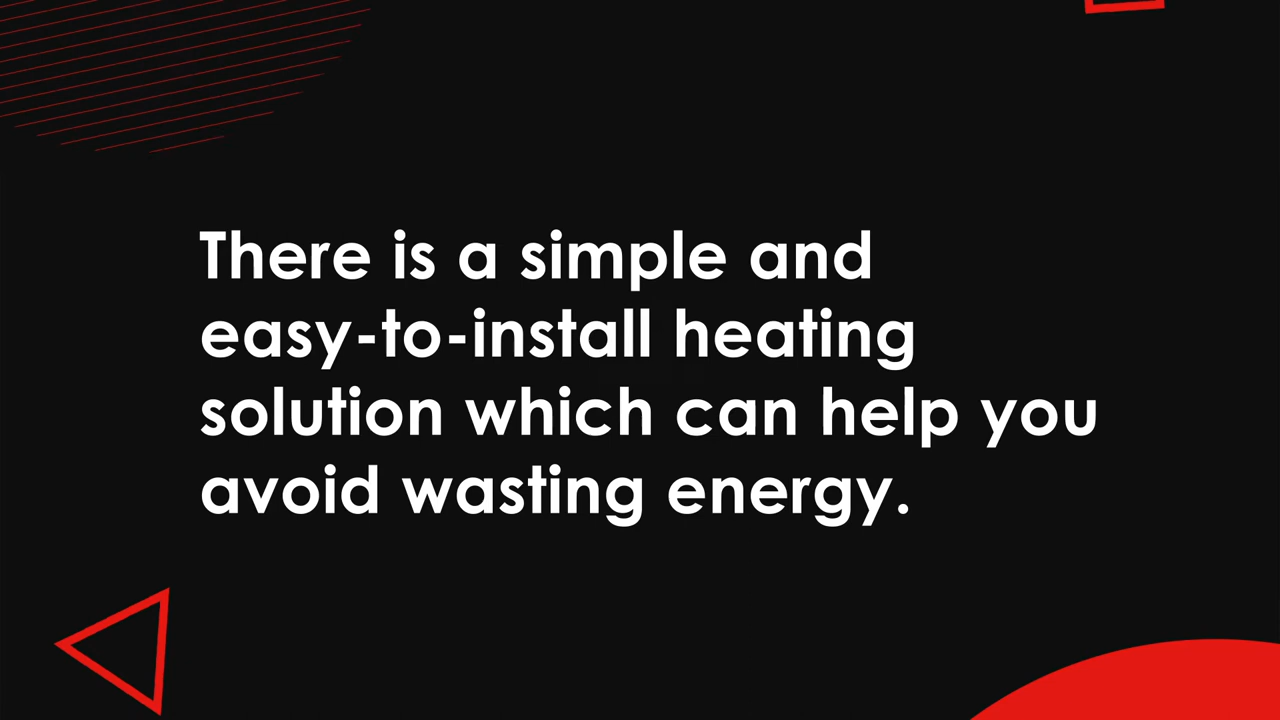 There is a simple and
easy-to-install heating
solution which can help you
avoid wasting energy.